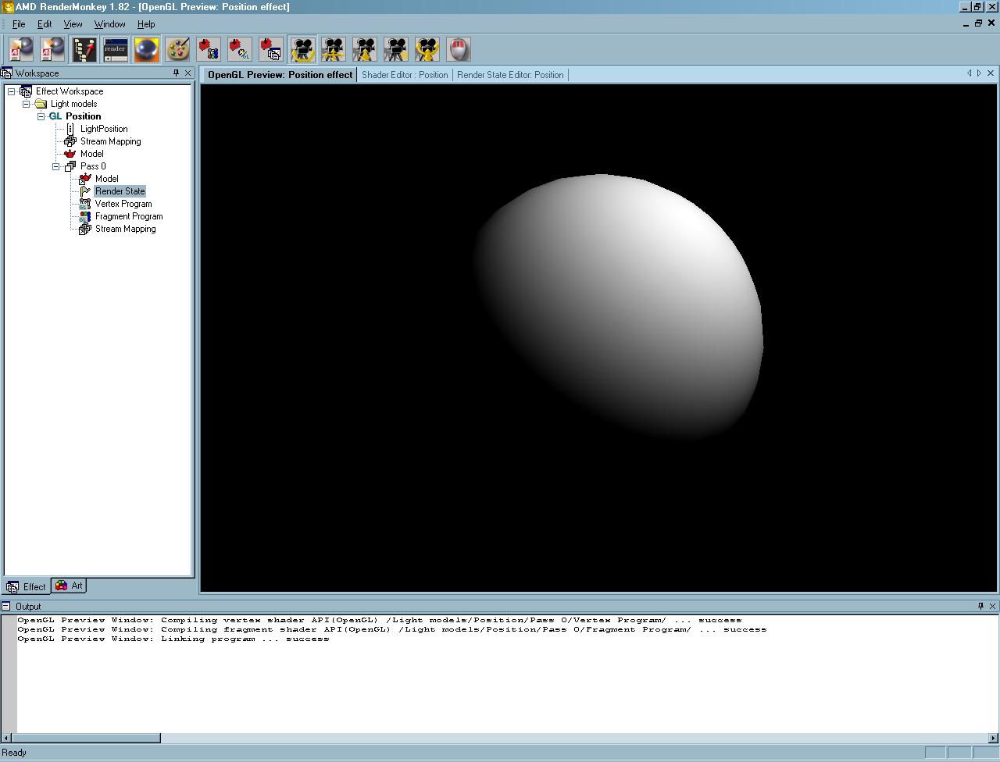 AMD RenderMonkey 1.82 - [OpenGL Preview: Position effect]
File Edit View Window Help
render
Workspace
OpenGL Preview: Position effect
Shader Editor : Position
Render State Editor: Position
Effect Workspace
Light models
GL Position
LightPosition
Stream Mapping
Model
Pass 0
Model
Render State
Vertex Program
Fragment Program
Stream Mapping
Effect
Art
Output
OpenGL Preview Window: Compiling vertex shader API(OpenGL) /Light models/Position/Pass 0/Vertex Program/ ... success
OpenGL Preview Window: Compiling fragment shader API(OpenGL) /Light models/Position/Pass 0/Fragment Program/ ... success
OpenGL Preview Window: Linking program ... success
Ready